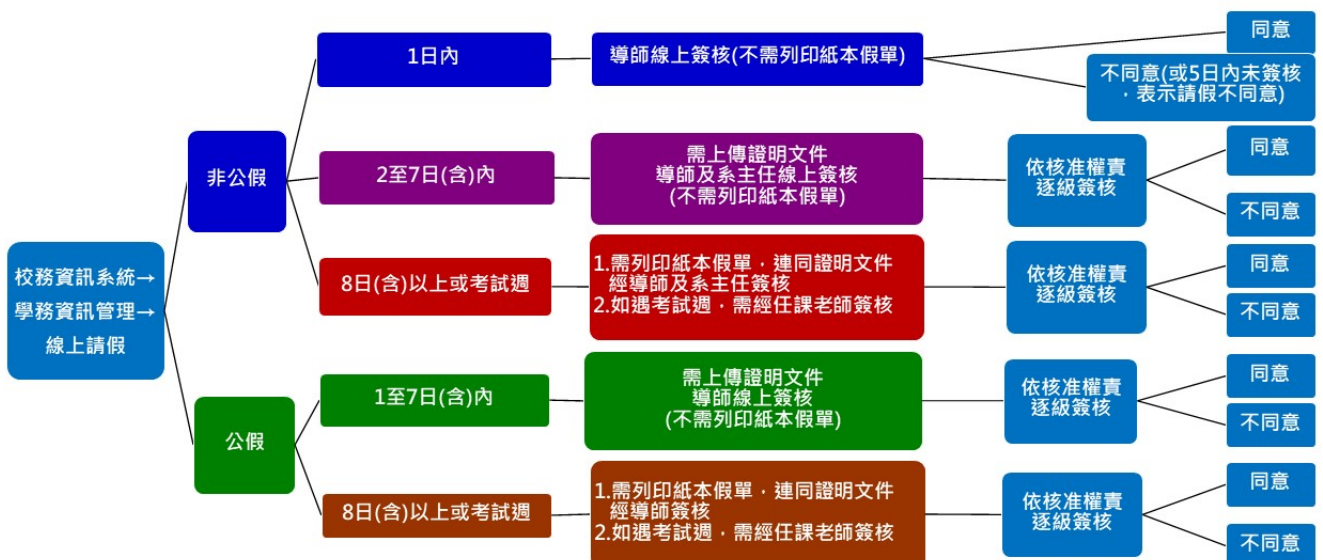 校務資訊系統→
學務資訊管理→
線上請假
非公假
1日內
導師線上簽核(不需列印紙本假單)
同意
不同意(或5日內未簽核
，表示請假不同意)
2至7日(含)內
需上傳證明文件
導師及系主任線上簽核
(不需列印紙本假單)
依核准權責
逐級簽核
同意
不同意
8日(含)以上或考試週
1.需列印紙本假單，連同證明文件
經導師及系主任簽核
2.如遇考試週，需經任課老師簽核
依核准權責
逐級簽核
同意
不同意
公假
1至7日(含)內
需上傳證明文件
導師線上簽核
(不需列印紙本假單)
依核准權責
逐級簽核
同意
不同意
8日(含)以上或考試週
1.需列印紙本假單，連同證明文件
經導師簽核
2.如遇考試週，需經任課老師簽核
依核准權責
逐級簽核
同意
不同意